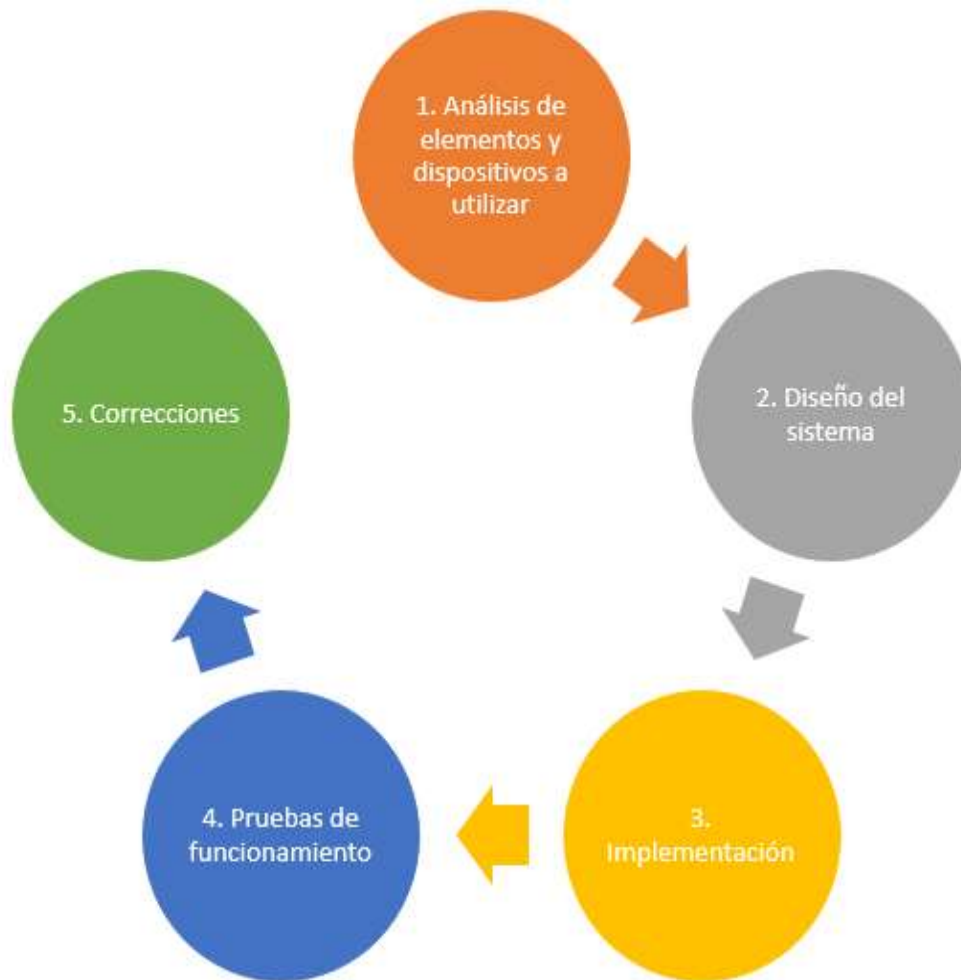 1. Análisis de
elementos y
dispositivos a
utilizar
2. Diseño del
sistema
3.
Implementación
4. Pruebas de
funcionamiento
5. Correcciones